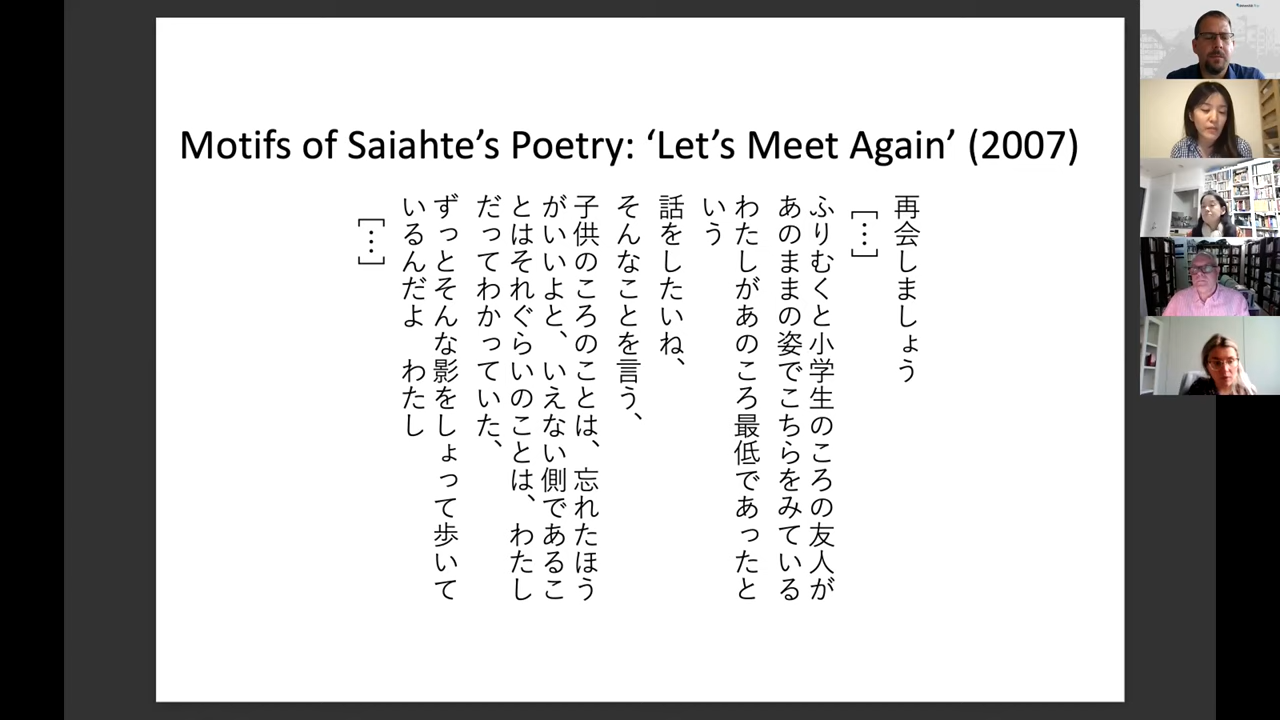 Motifs of Saiahte’s Poetry: ‘Let’s Meet Again’ (2007)
再会しましょう
［…］
ふりむくと小学生のころの友人が
あのままの姿でこちらをみている
わたしがあのころ最低であったと
いう
話をしたいね、
そんなことを言う、
子供のころのことは、忘れたほう
がいいよと、いえない側であるこ
とはそれぐらいのことは、わたし
だってわかっていた、
ずっとそんな影をしょって歩いて
いるんだよ　わたし
［…］